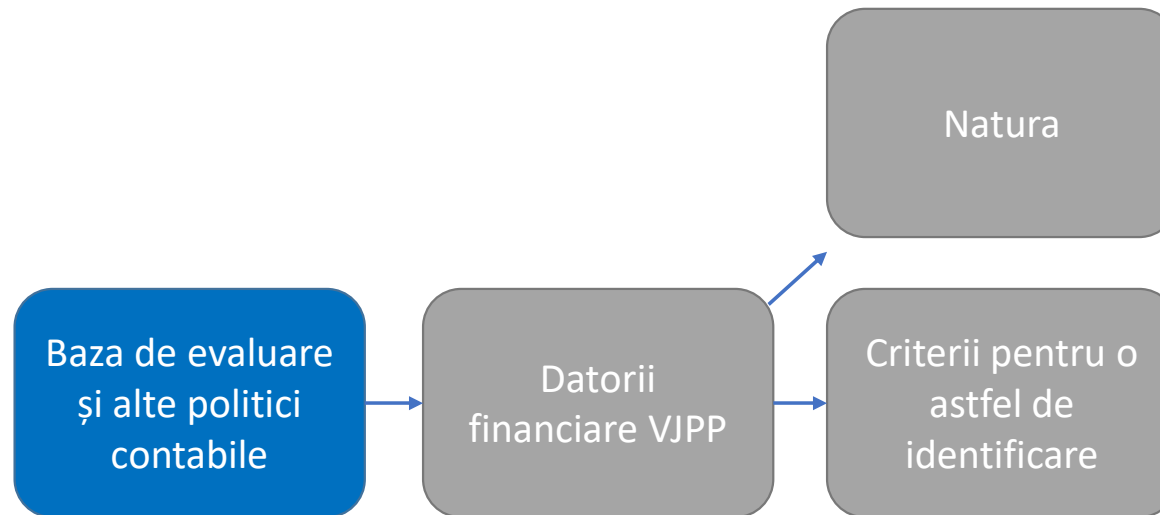 Natura
Baza de evaluare
și alte politici
contabile
Datorii
financiare VJPP
Criterii pentru o
astfel de
identificare